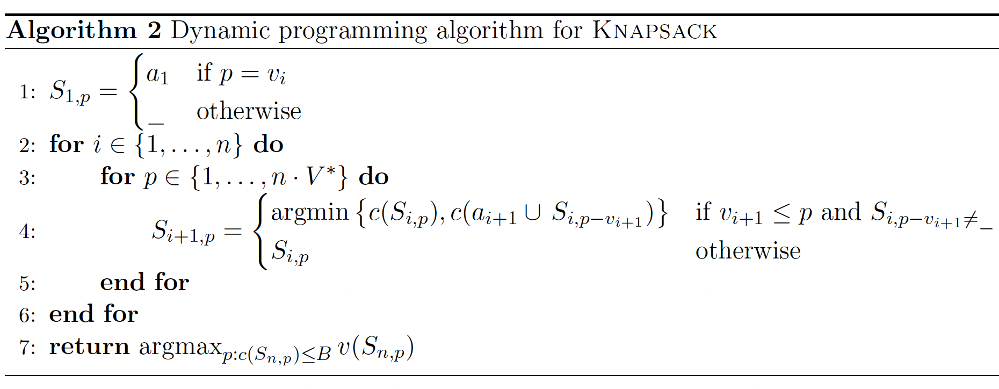 Algorithm 2 Dynamic programming algorithm for KNAPSACK
1: $S_{1,p} = \begin{cases} a_1 & \text{if } p = v_i \\ \_ & \text{otherwise} \end{cases}$
2: for $i \in \{1, \ldots, n\}$ do
3: for $p \in \{1, \ldots, n \cdot V^*\}$ do
4: $S_{i+1,p} = \begin{cases} \text{argmin} \{c(S_{i,p}), c(a_{i+1} \cup S_{i,p-v_{i+1}})\} & \text{if } v_{i+1} \leq p \text{ and } S_{i,p-v_{i+1} \neq \_} \\ S_{i,p} & \text{otherwise} \end{cases}$
5: end for
6: end for
7: return $\text{argmax}_{p:c(S_{n,p}) \leq B} v(S_{n,p})$